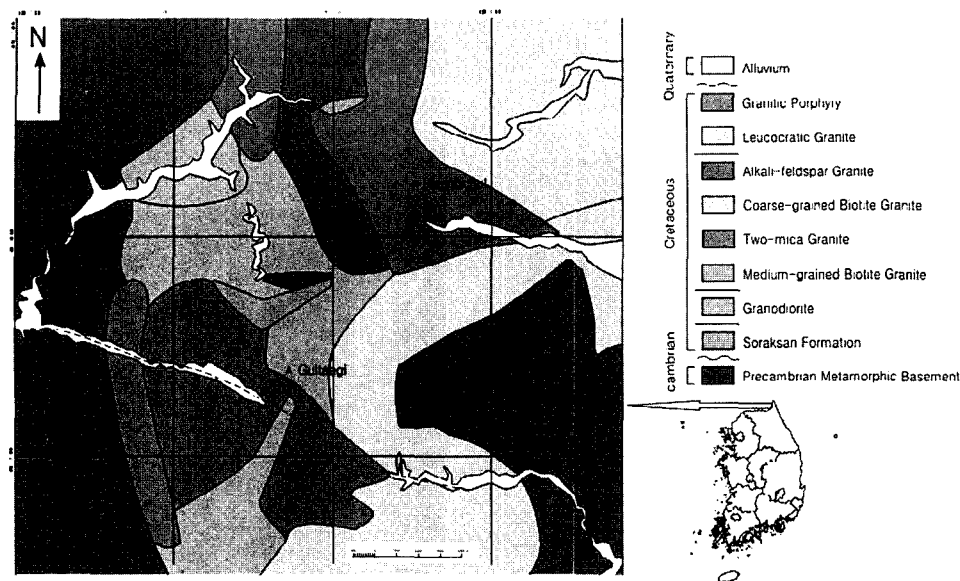 N
Gultaegi
Quaternary
Alluvium
Cretaceous
Granitic Porphyry
Leucocratic Granite
Alkali-feldspar Granite
Coarse-grained Biotite Granite
Two-mica Granite
Medium-grained Biotite Granite
Granodiorite
Soraksan Formation
cambrian
Precambrian Metamorphic Basement